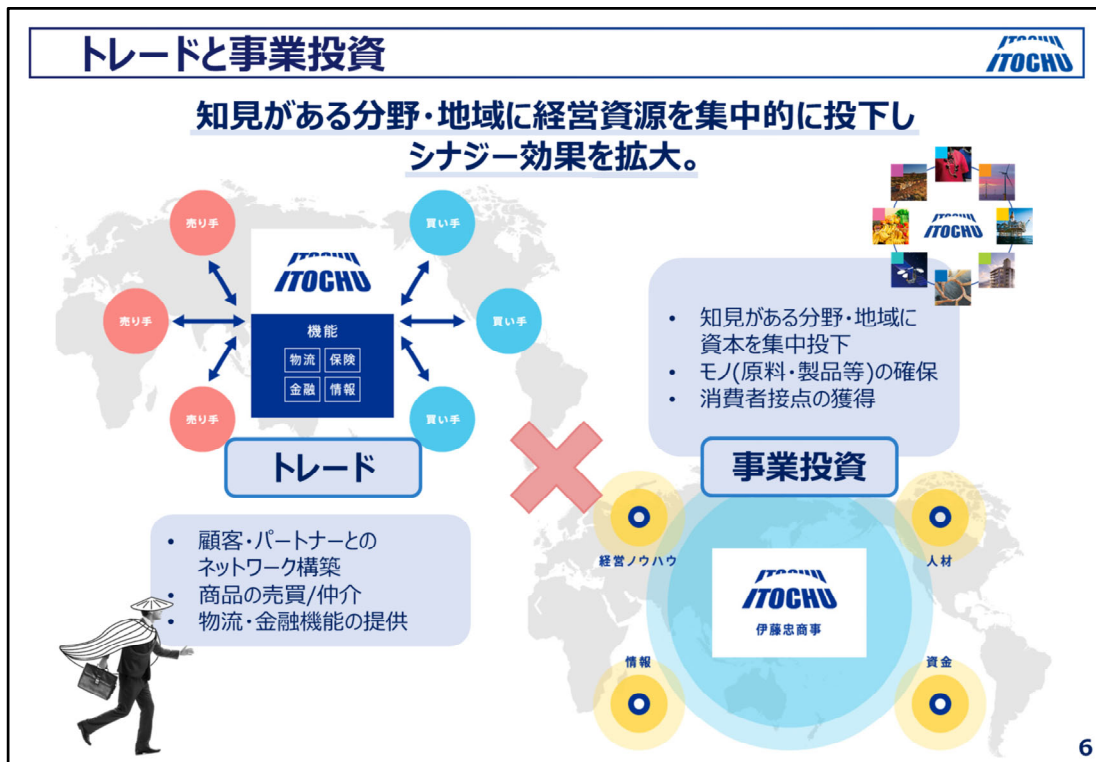 トレードと事業投資
ITOCHU
知見がある分野・地域に経営資源を集中的に投下し
シナジー効果を拡大。
売り手
売り手
売り手
ITOCHU
機能
物流
保険
金融
情報
買い手
買い手
買い手
トレード
• 顧客・パートナーとの
ネットワーク構築
• 商品の売買/仲介
• 物流・金融機能の提供
ITOCHU
• 知見がある分野・地域に
資本を集中投下
• モノ(原料・製品等)の確保
• 消費者接点の獲得
事業投資
経営ノウハウ
人材
ITOCHU
伊藤忠商事
情報
資金
6